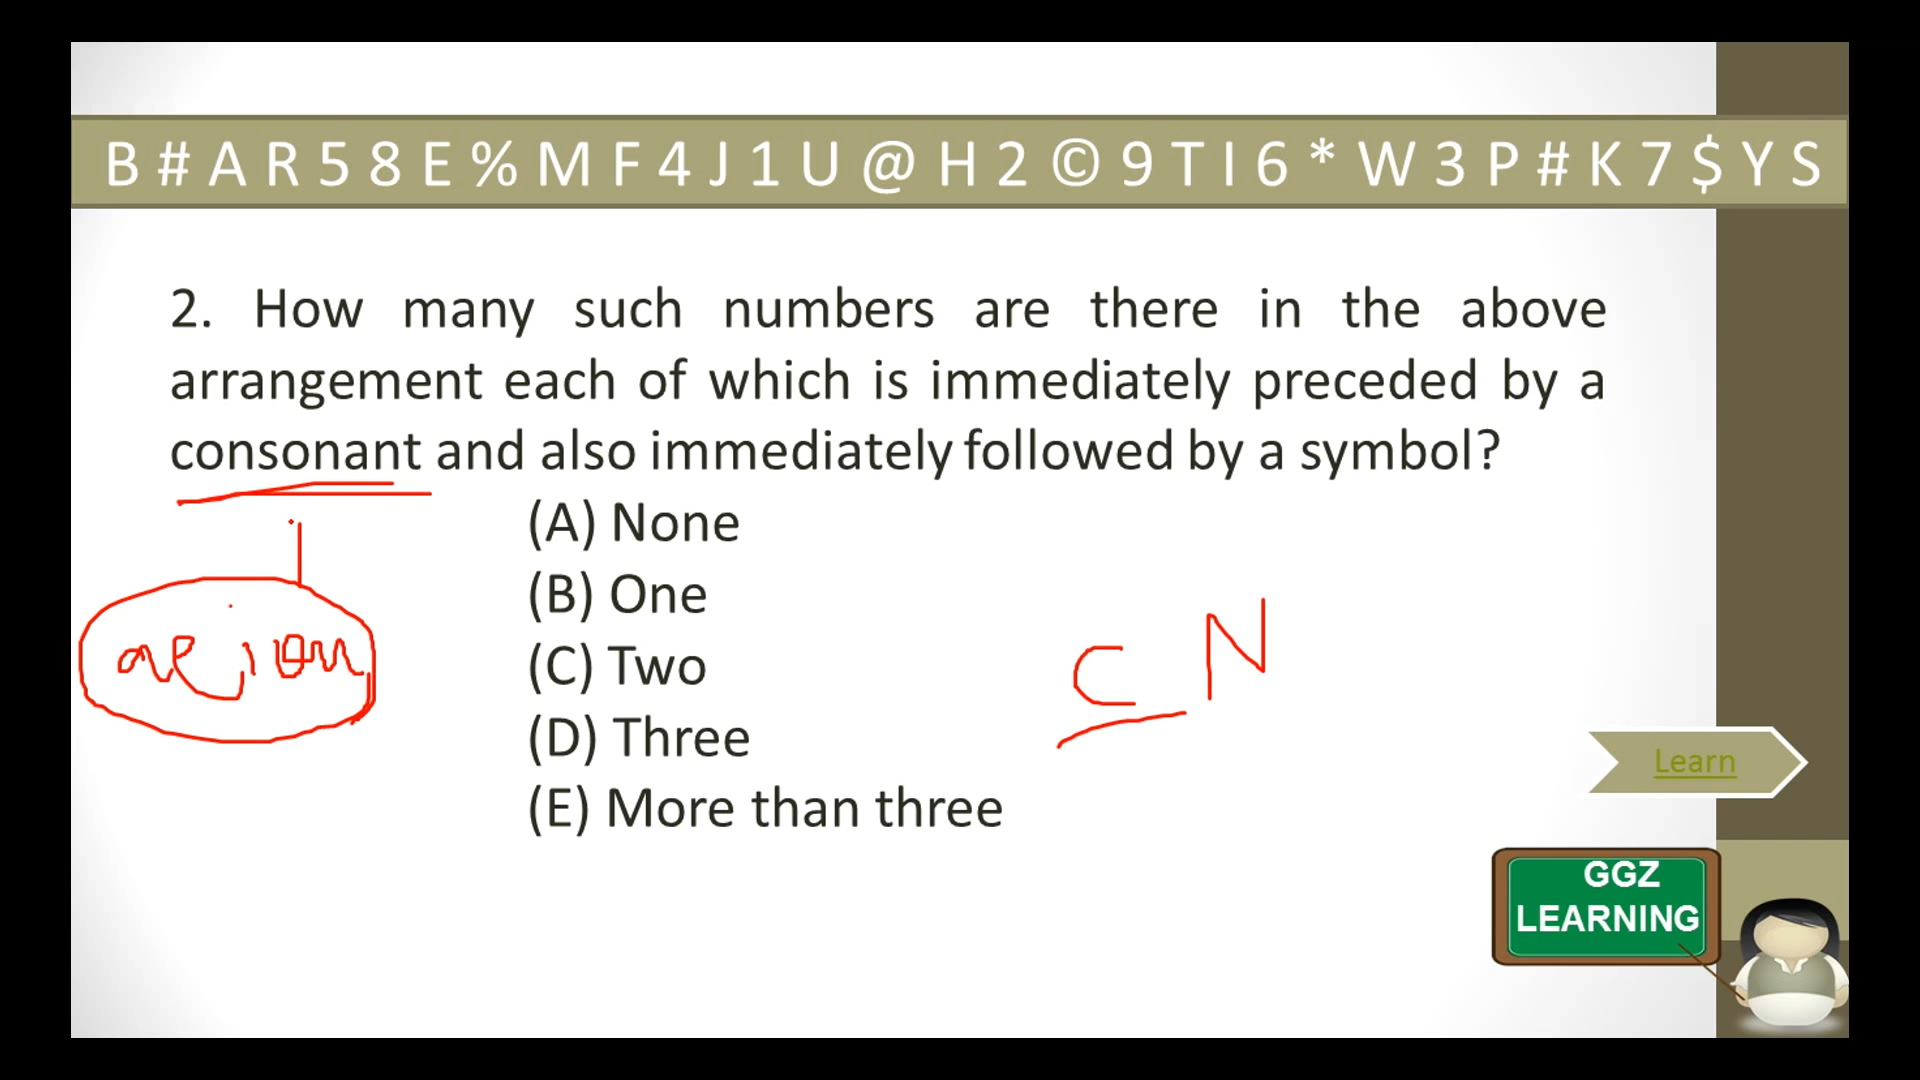 B # A R 5 8 E % M F 4 J 1 U @ H 2 © 9 T I 6 * W 3 P # K 7 $ Y S
2. How many such numbers are there in the above
arrangement each of which is immediately preceded by a
consonant and also immediately followed by a symbol?
(A) None
(B) One
(C) Two
(D) Three
(E) More than three
C N
Learn
GGZ
LEARNING